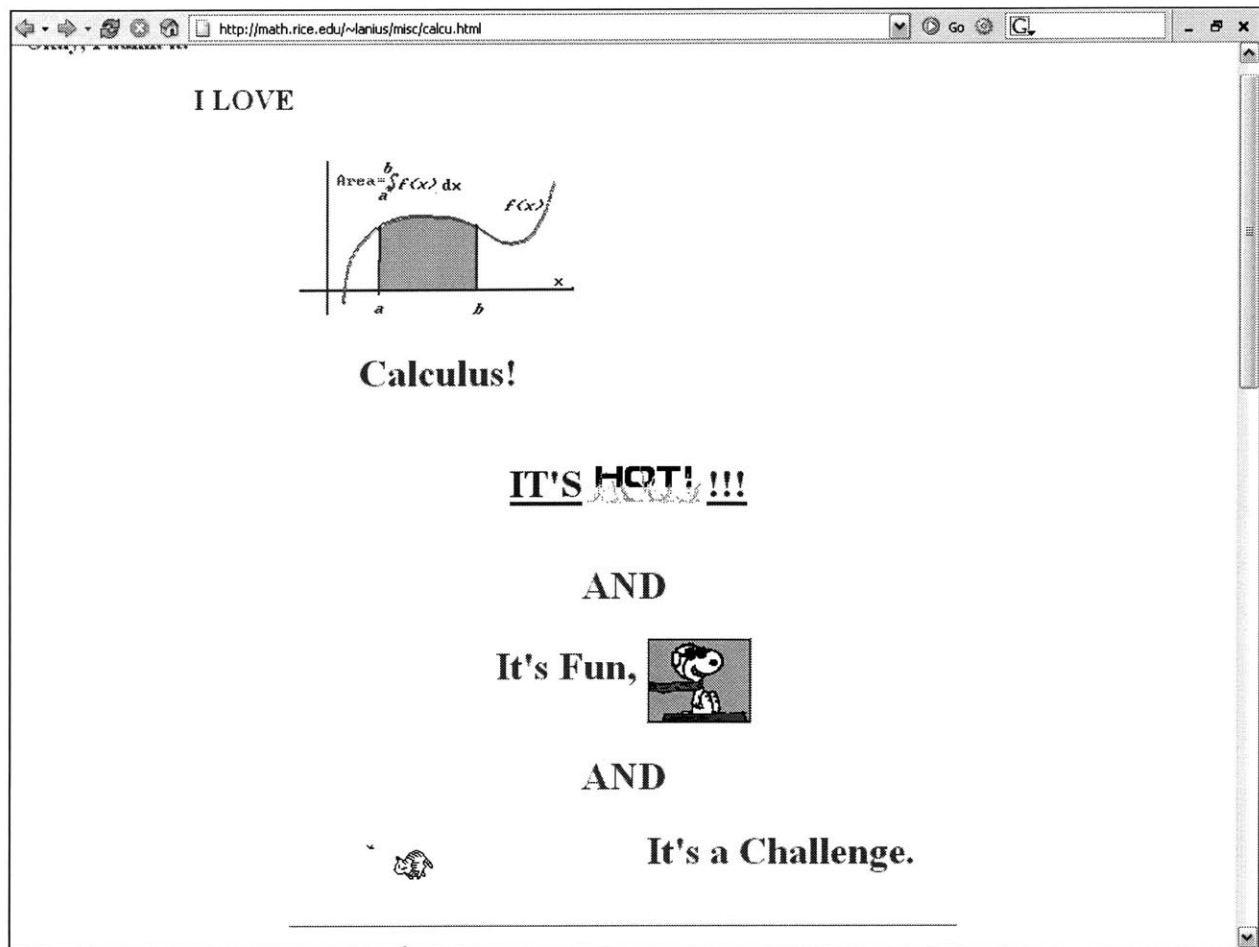 http://math.rice.edu/~lanius/misc/calcu.html Go G
I LOVE
b
Area=∫f(x) dx
a
f(x)
x
a b
Calculus!
IT'S HOT! !!!
AND
It's Fun,
AND
It's a Challenge.